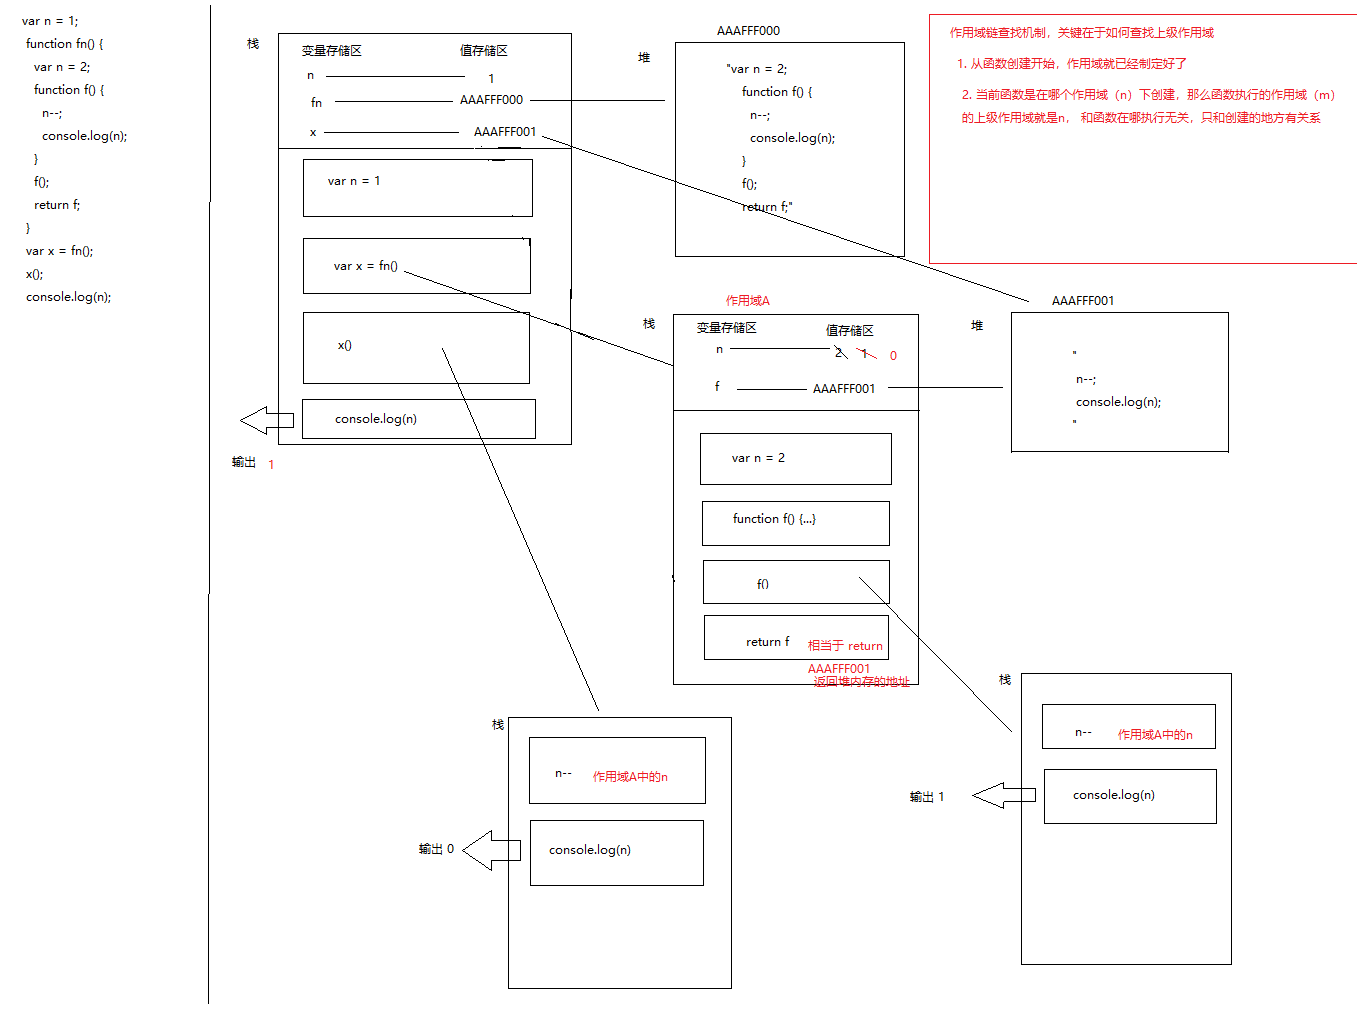 var n = 1;
function fn() {
var n = 2;
function f() {
n--;
console.log(n);
}
f();
return f;
}
var x = fn();
x();
console.log(n);
栈
变量存储区
值存储区
n
1
fn
AAAFFF000
x
AAAFFF001
var n = 1
var x = fn()
x()
console.log(n)
输出 1
堆
AAAFFF000
"var n = 2;
function f() {
n--;
console.log(n);
}
f();
return f;"
作用域链查找机制，关键在于如何查找上级作用域
1. 从函数创建开始，作用域就已经制定好了
2. 当前函数是在哪个作用域（n）下创建，那么函数执行的作用域（m）
的上级作用域就是n， 和函数在哪执行无关，只和创建的地方有关系
作用域A
栈
变量存储区
值存储区
n
2
1
0
f
AAAFFF001
var n = 2
function f() {...}
f()
return f 相当于 return
AAAFFF001
返回堆内存的地址
堆
AAAFFF001
"
n--;
console.log(n);
"
栈
n-- 作用域A中的n
console.log(n)
输出 0
栈
n-- 作用域A中的n
console.log(n)
输出 1